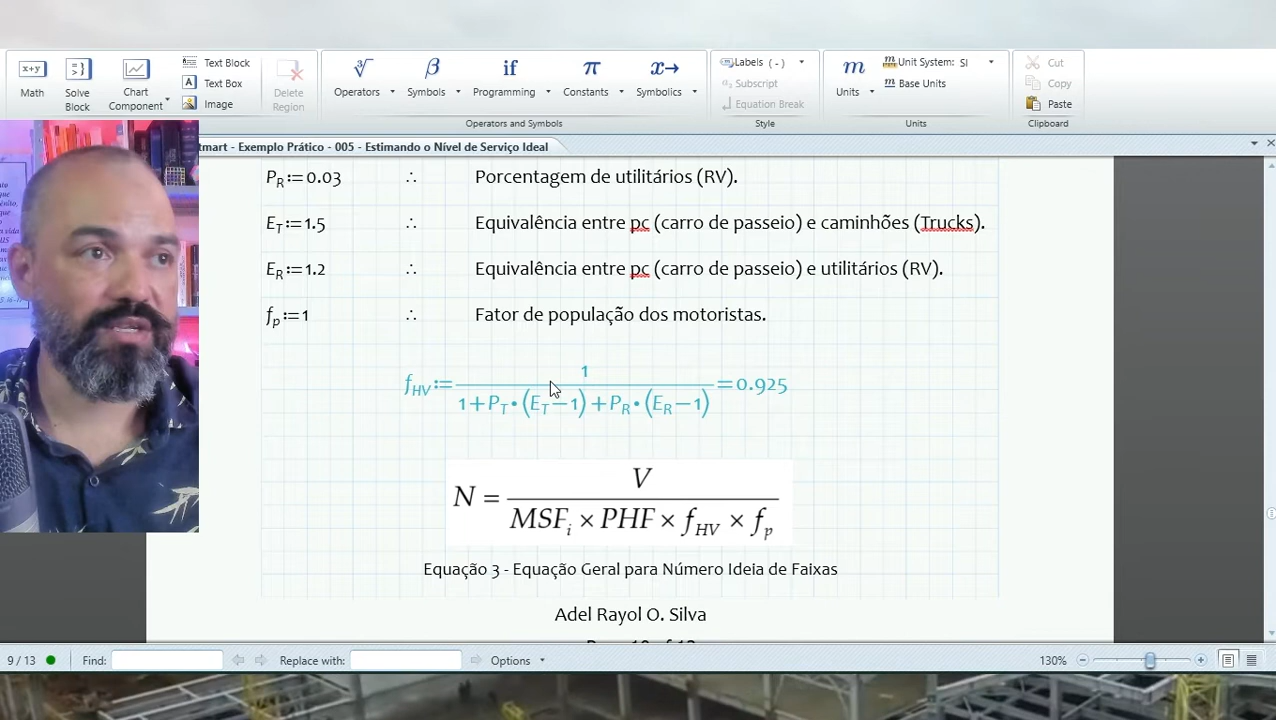 x+y
Math
Solve
Block
Chart
Component
Text Block
Text Box
A
Image
Delete
Region
Operators
β
Symbols
if
Programming
π
Constants
x→
Symbolics
Operators and Symbols
Labels (-)
Subscript
Equation Break
Style
m
Units
Unit System: SI
Base Units
Units
Cut
Copy
Paste
Clipboard
tmart - Exemplo Prático - 005 - Estimando o Nível de Serviço Ideal
P_R:=0.03 ∴ Porcentagem de utilitários (RV).
E_T:=1.5 ∴ Equivalência entre pc (carro de passeio) e caminhões (Trucks).
E_R:=1.2 ∴ Equivalência entre pc (carro de passeio) e utilitários (RV).
f_p:=1 ∴ Fator de população dos motoristas.
1
f_HV:= =0.925
1+P_T•(E_T−1)+P_R•(E_R−1)
V
N =
MSF_i × PHF × f_HV × f_p
Equação 3 - Equação Geral para Número Ideia de Faixas
Adel Rayol O. Silva
9 / 13
Find:
Replace with:
Options
130%